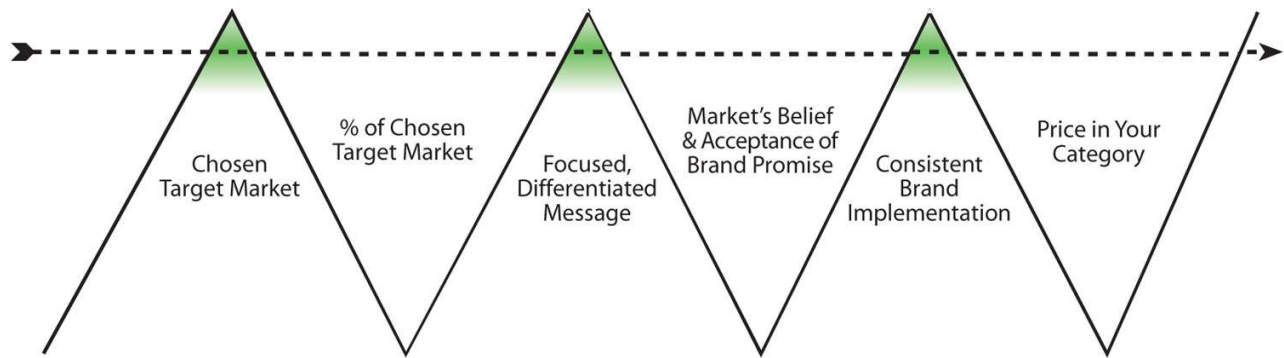 Chosen
Target Market
% of Chosen
Target Market
Focused,
Differentiated
Message
Market’s Belief
& Acceptance of
Brand Promise
Consistent
Brand
Implementation
Price in Your
Category